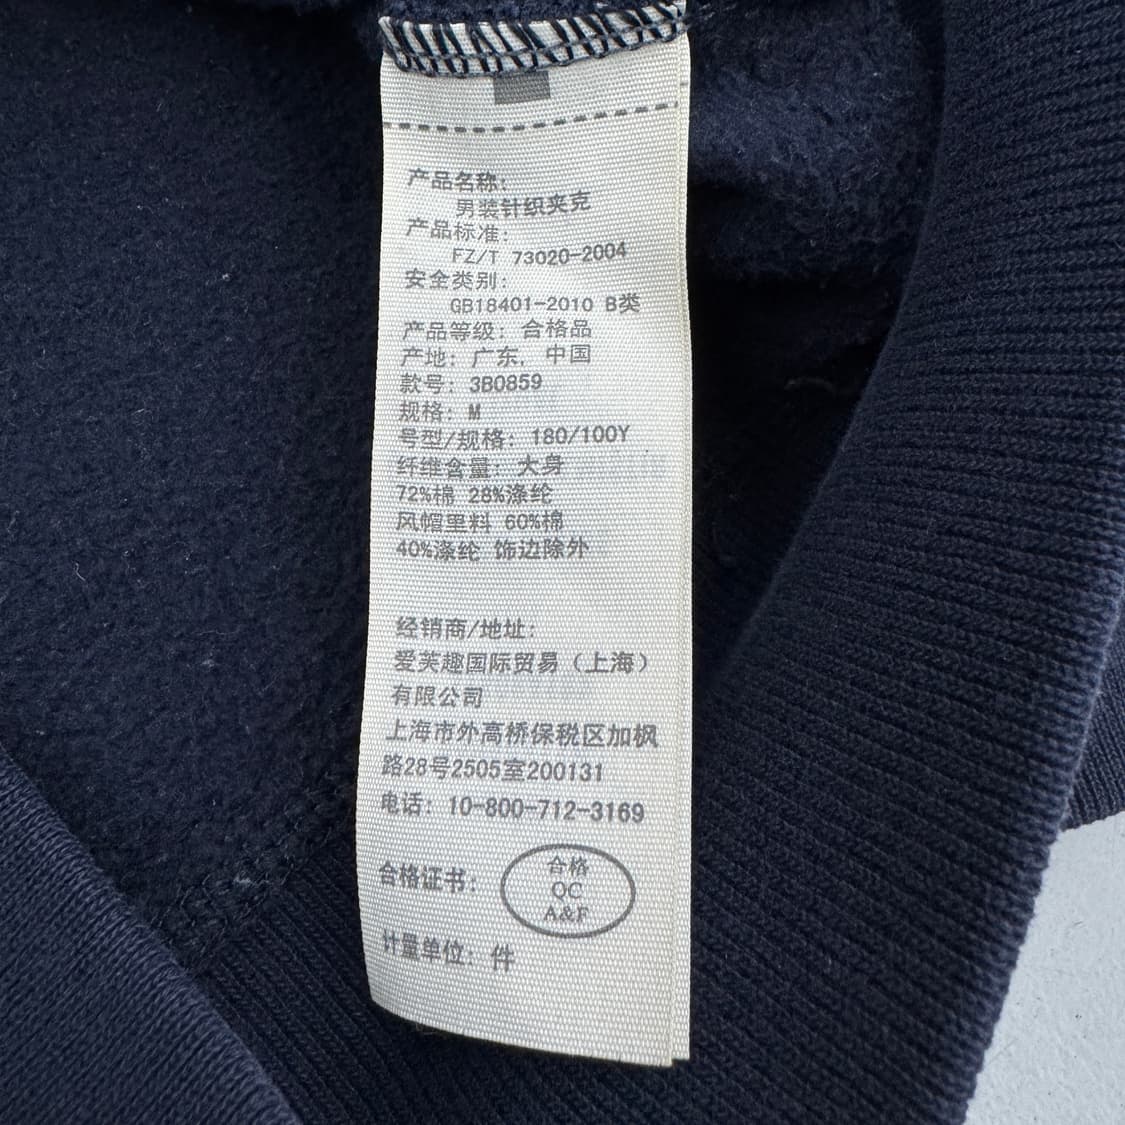 产品名称:
男装针织夹克
产品标准:
FZ/T 73020-2004
安全类别:
GB18401-2010 B类
产品等级: 合格品
产地: 广东, 中国
款号: 3B0859
规格: M
号型/规格: 180/100Y
纤维含量: 大身
72%棉 28%涤纶
风帽里料 60%棉
40%涤纶 饰边除外
经销商/地址:
爱芙趣国际贸易（上海）
有限公司
上海市外高桥保税区加枫
路28号2505室200131
电话: 10-800-712-3169
合格证书:
合格
QC
A&F
计量单位: 件